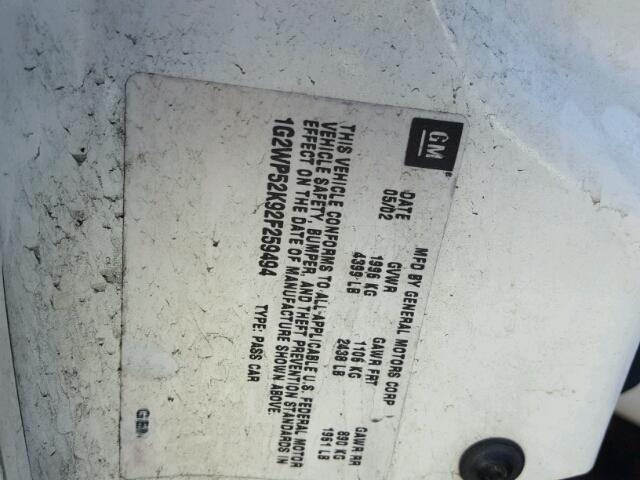 GM
MFD BY GENERAL MOTORS CORP
DATE GVWR GAWR FRT GAWR RR
05/02 1996 KG 1106 KG 890 KG
4399 LB 2438 LB 1961 LB
THIS VEHICLE CONFORMS TO ALL APPLICABLE U.S. FEDERAL MOTOR
VEHICLE SAFETY, BUMPER, AND THEFT PREVENTION STANDARDS IN
EFFECT ON THE DATE OF MANUFACTURE SHOWN ABOVE.
1G2WP52K92F259494 TYPE: PASS CAR